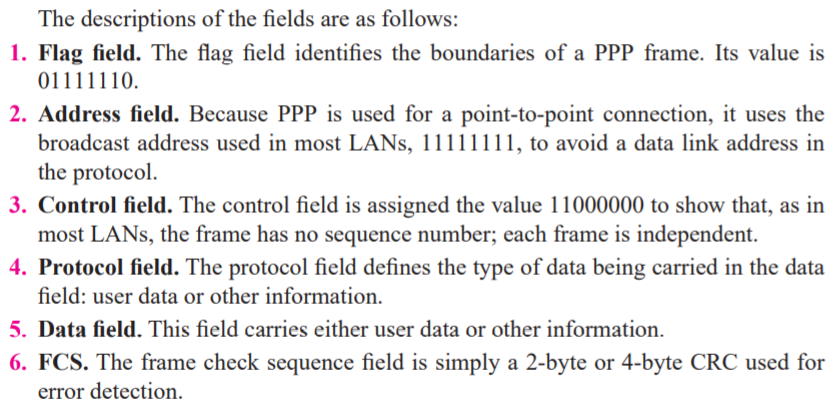 The descriptions of the fields are as follows:
1. Flag field. The flag field identifies the boundaries of a PPP frame. Its value is
01111110.
2. Address field. Because PPP is used for a point-to-point connection, it uses the
broadcast address used in most LANs, 11111111, to avoid a data link address in
the protocol.
3. Control field. The control field is assigned the value 11000000 to show that, as in
most LANs, the frame has no sequence number; each frame is independent.
4. Protocol field. The protocol field defines the type of data being carried in the data
field: user data or other information.
5. Data field. This field carries either user data or other information.
6. FCS. The frame check sequence field is simply a 2-byte or 4-byte CRC used for
error detection.